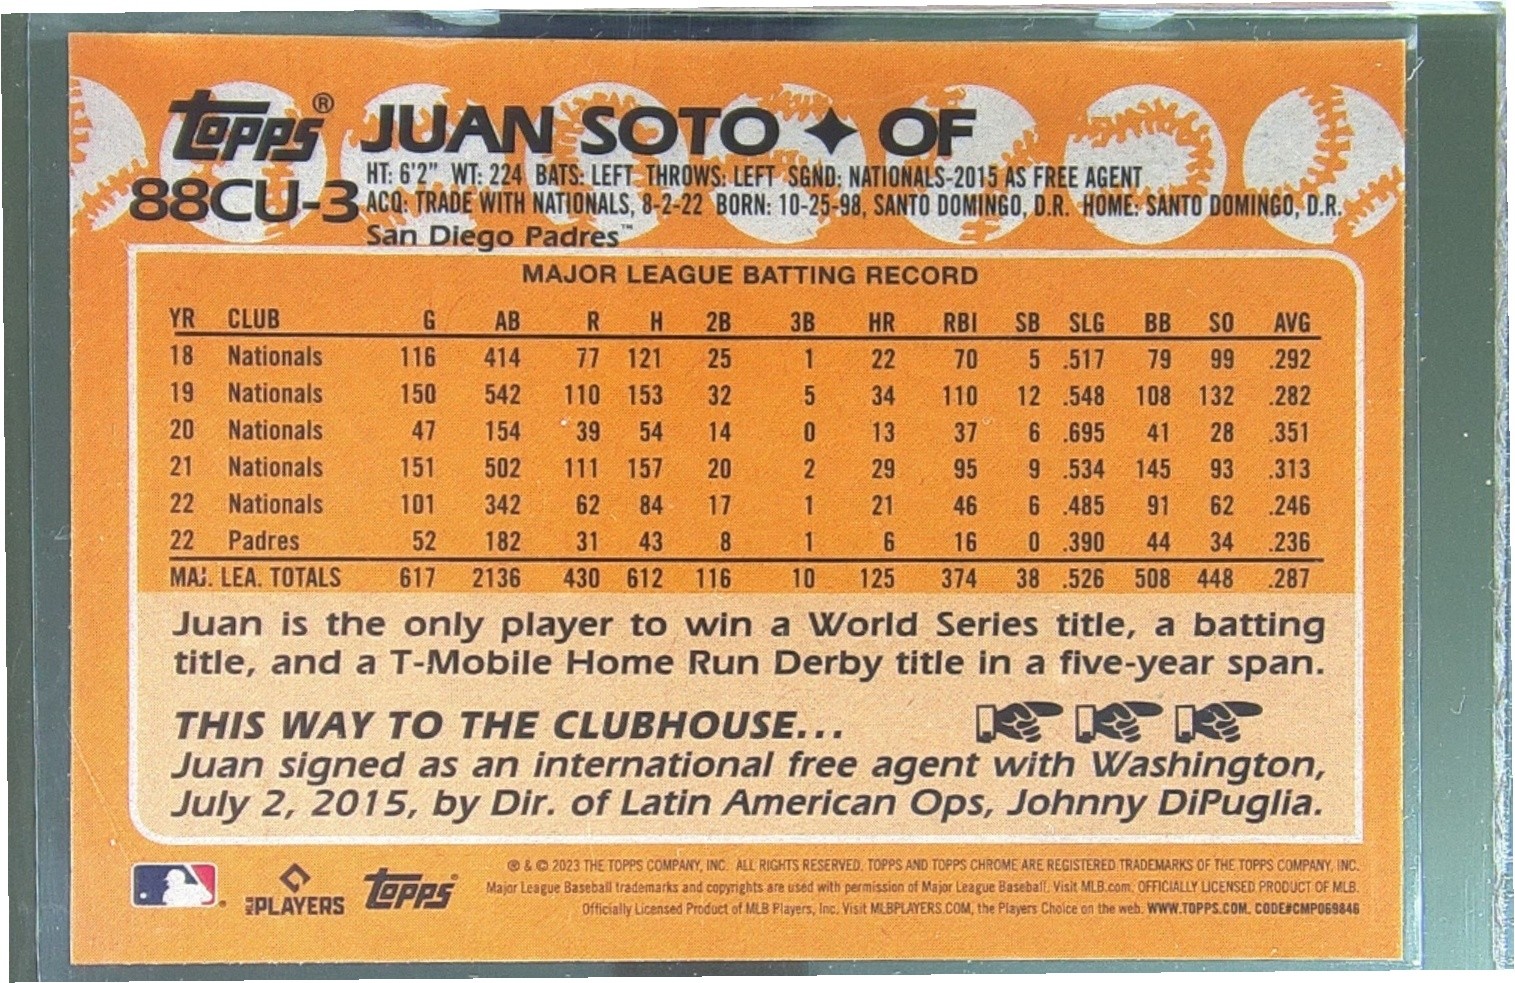 Topps® JUAN SOTO ✦ OF
88CU-3
HT: 6'2" WT: 224 BATS: LEFT THROWS: LEFT SGND: NATIONALS-2015 AS FREE AGENT
ACQ: TRADE WITH NATIONALS, 8-2-22 BORN: 10-25-98, SANTO DOMINGO, D.R. HOME: SANTO DOMINGO, D.R.
San Diego Padres™
MAJOR LEAGUE BATTING RECORD
YR CLUB G AB R H 2B 3B HR RBI SB SLG BB SO AVG
18 Nationals 116 414 77 121 25 1 22 70 5 .517 79 99 .292
19 Nationals 150 542 110 153 32 5 34 110 12 .548 108 132 .282
20 Nationals 47 154 39 54 14 0 13 37 6 .695 41 28 .351
21 Nationals 151 502 111 157 20 2 29 95 9 .534 145 93 .313
22 Nationals 101 342 62 84 17 1 21 46 6 .485 91 62 .246
22 Padres 52 182 31 43 8 1 6 16 0 .390 44 34 .236
MAJ. LEA. TOTALS 617 2136 430 612 116 10 125 374 38 .526 508 448 .287
Juan is the only player to win a World Series title, a batting
title, and a T-Mobile Home Run Derby title in a five-year span.
THIS WAY TO THE CLUBHOUSE...
Juan signed as an international free agent with Washington,
July 2, 2015, by Dir. of Latin American Ops, Johnny DiPuglia.
® & © 2023 THE TOPPS COMPANY, INC. ALL RIGHTS RESERVED. TOPPS AND TOPPS CHROME ARE REGISTERED TRADEMARKS OF THE TOPPS COMPANY, INC.
Major League Baseball trademarks and copyrights are used with permission of Major League Baseball. Visit MLB.com. OFFICIALLY LICENSED PRODUCT OF MLB.
Officially Licensed Product of MLB Players, Inc. Visit MLBPLAYERS.COM, the Players Choice on the web. WWW.TOPPS.COM. CODE#CMP069846
MLB PLAYERS Topps